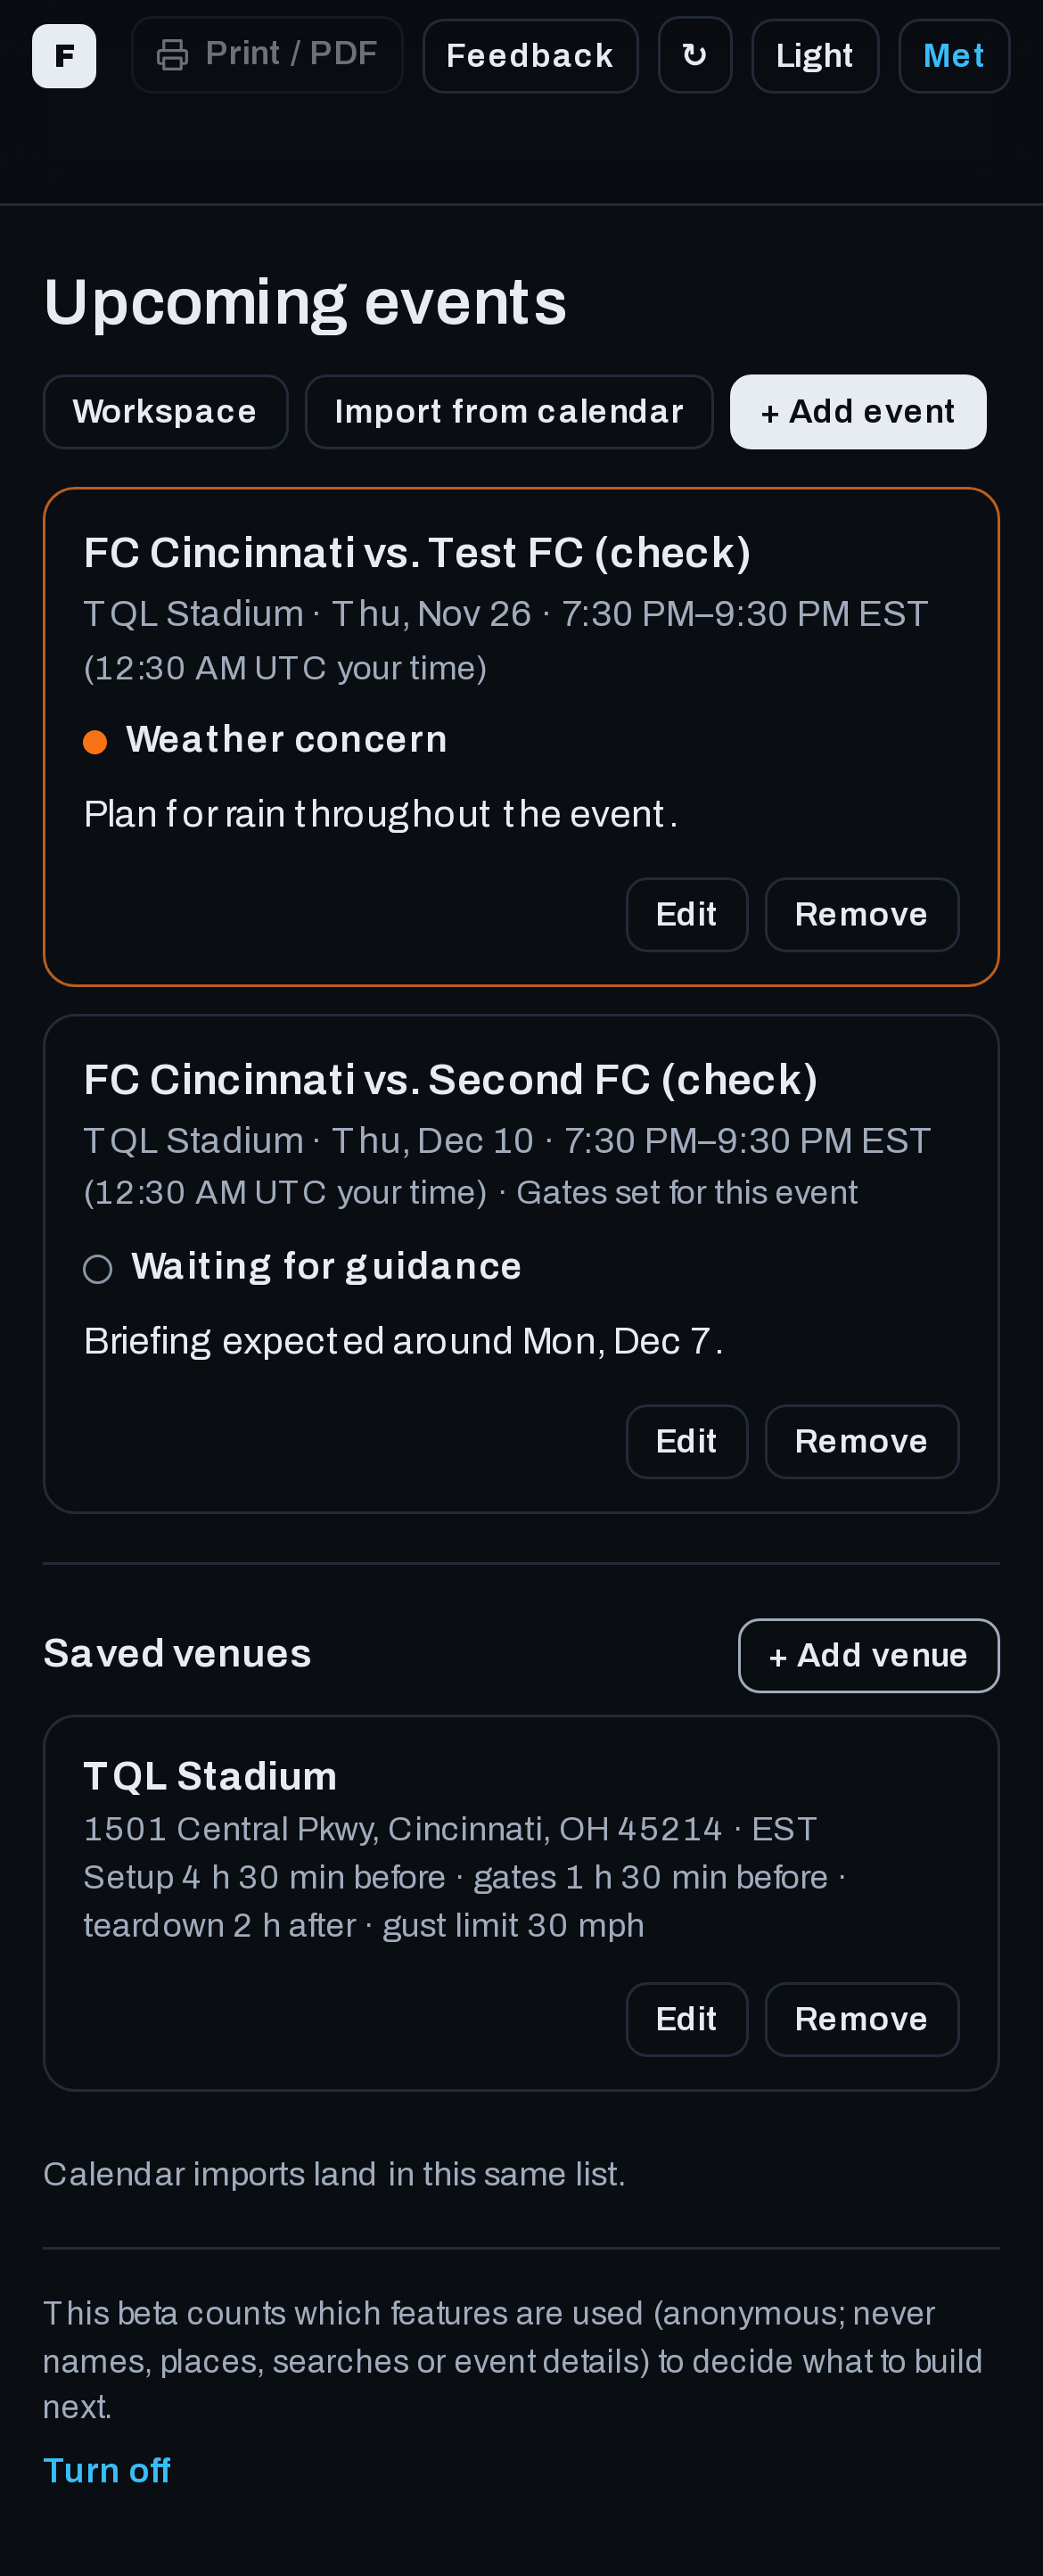 F Print / PDF Feedback ↻ Light Met
Upcoming events
Workspace Import from calendar + Add event
FC Cincinnati vs. Test FC (check)
TQL Stadium · Thu, Nov 26 · 7:30 PM–9:30 PM EST
(12:30 AM UTC your time)
Weather concern
Plan for rain throughout the event.
Edit Remove
FC Cincinnati vs. Second FC (check)
TQL Stadium · Thu, Dec 10 · 7:30 PM–9:30 PM EST
(12:30 AM UTC your time) · Gates set for this event
Waiting for guidance
Briefing expected around Mon, Dec 7.
Edit Remove
Saved venues + Add venue
TQL Stadium
1501 Central Pkwy, Cincinnati, OH 45214 · EST
Setup 4 h 30 min before · gates 1 h 30 min before ·
teardown 2 h after · gust limit 30 mph
Edit Remove
Calendar imports land in this same list.
This beta counts which features are used (anonymous; never
names, places, searches or event details) to decide what to build
next.
Turn off